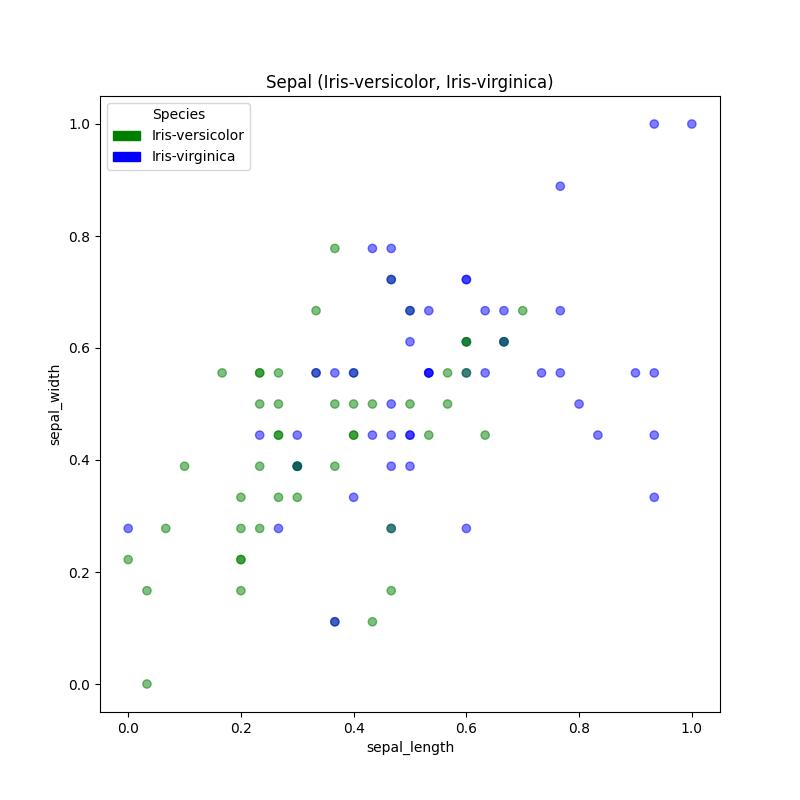 Sepal (Iris-versicolor, Iris-virginica)
Species
Iris-versicolor
Iris-virginica
1.0
0.8
0.6
0.4
0.2
0.0
sepal_width
0.0 0.2 0.4 0.6 0.8 1.0
sepal_length